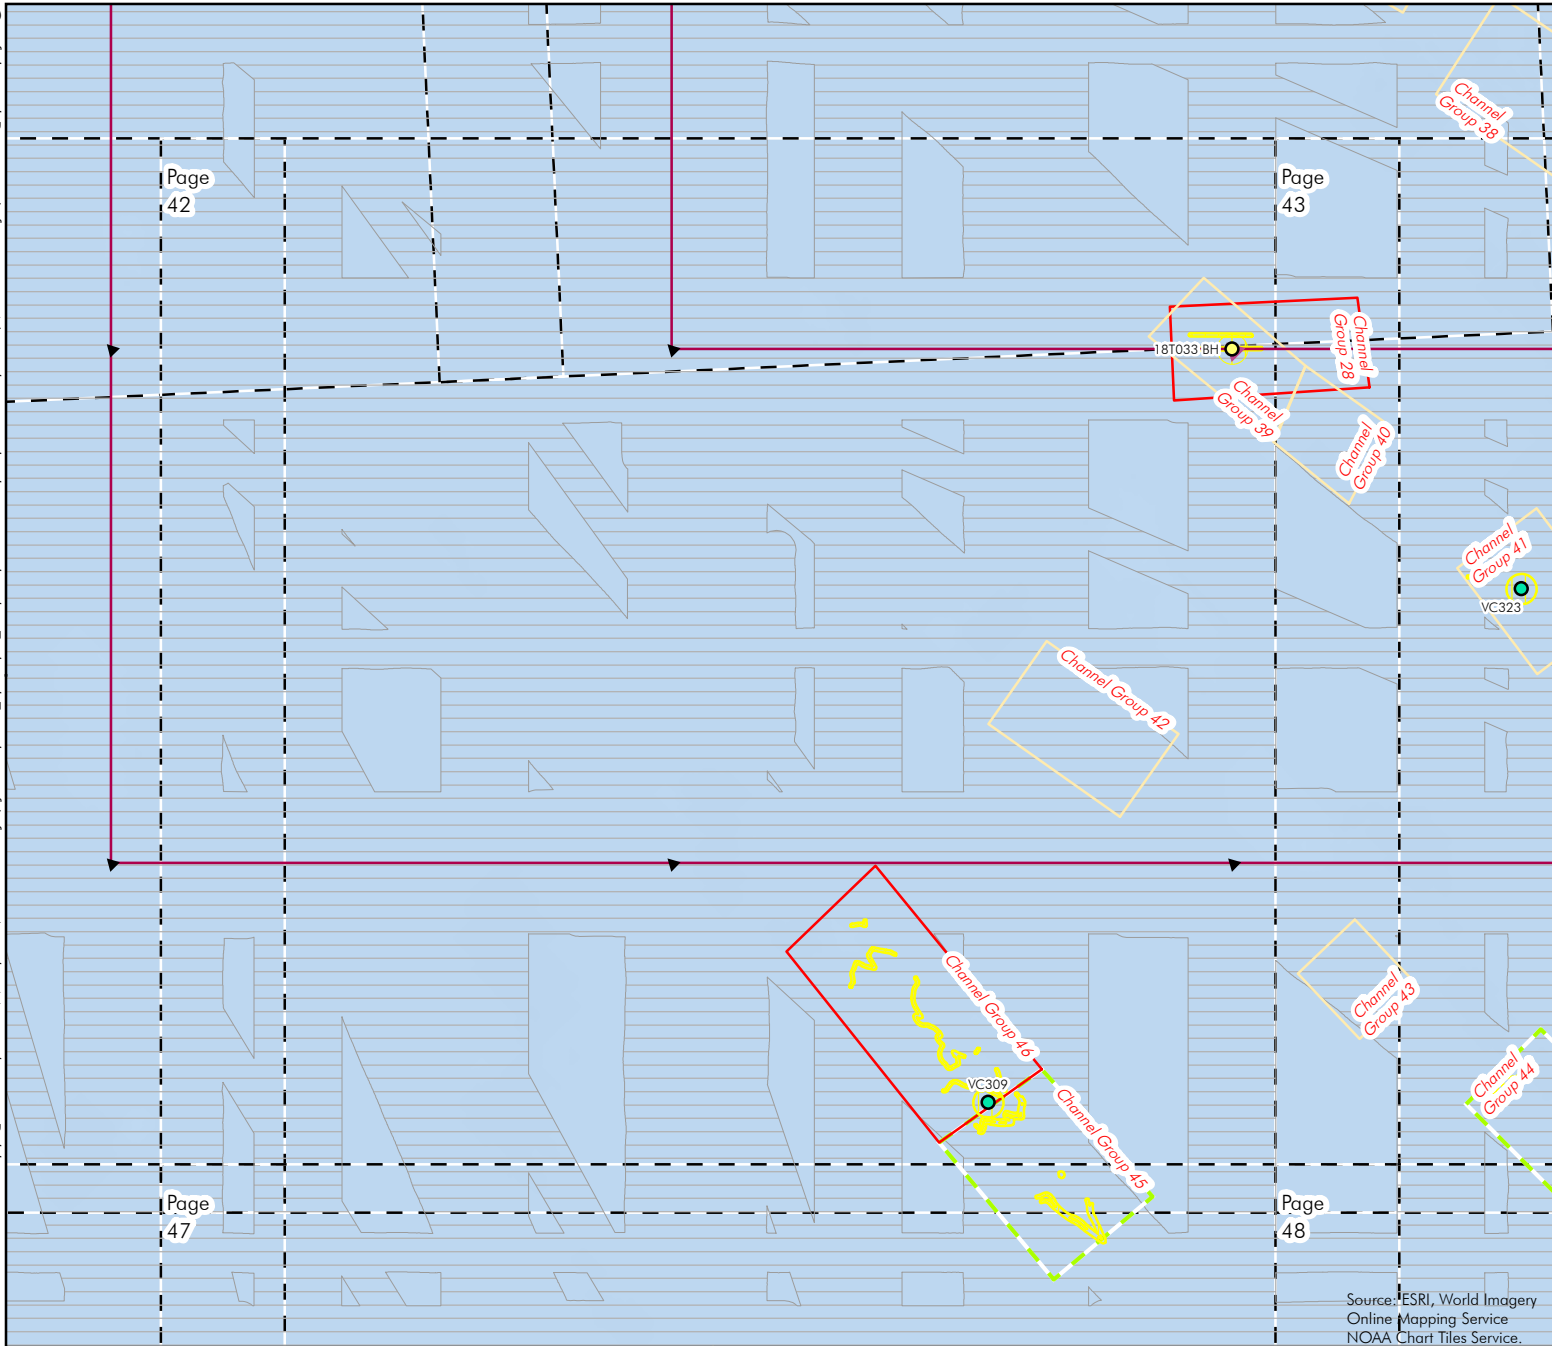 Channel
Group 38
Page
42
Page
43
Channel
Group 28
18T033 BH
Channel
Group 39
Channel
Group 40
Channel
Group 41
VC323
Channel Group 42
Channel Group 46
Channel
Group 43
Channel
Group 44
VC309
Channel Group 45
Page
47
Page
48
Source: ESRI, World Imagery
Online Mapping Service
NOAA Chart Tiles Service.